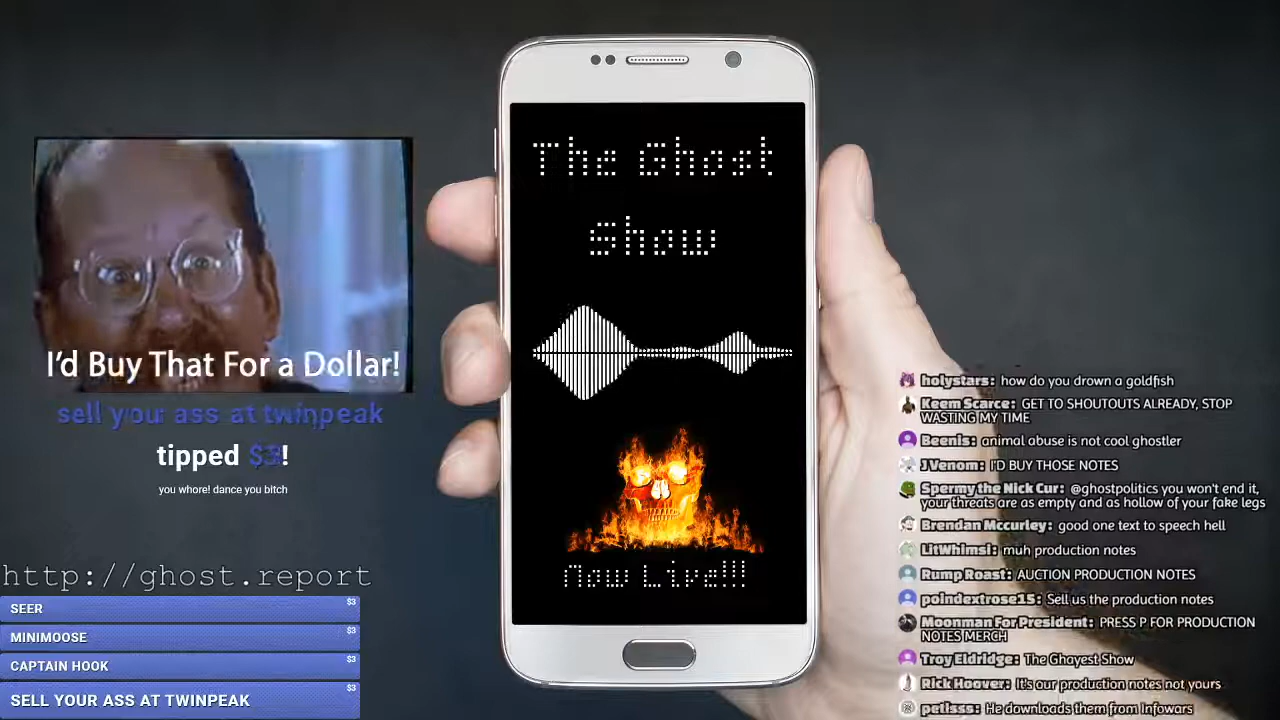 The Ghost
Show
Now Live!!!
I'd Buy That For a Dollar!
sell your ass at twinpeak
tipped $3!
you whore! dance you bitch
http://ghost.report
SEER $3
MINIMOOSE $3
CAPTAIN HOOK $3
SELL YOUR ASS AT TWINPEAK $3
holystars: how do you drown a goldfish
Keem Scarce: GET TO SHOUTOUTS ALREADY, STOP
WASTING MY TIME
Beenis: animal abuse is not cool ghostler
J Venom: I'D BUY THOSE NOTES
Spermy the Nick Cur: @ghostpolitics you won't end it,
your threats are as empty and as hollow of your fake legs
Brendan Mccurley: good one text to speech hell
LitWhimsi: muh production notes
Rump Roast: AUCTION PRODUCTION NOTES
poindextrose15: Sell us the production notes
Moonman For President: PRESS P FOR PRODUCTION
NOTES MERCH
Troy Eldridge: The Ghayest Show
Rick Hoover: It's our production notes not yours
petisss: He downloads them from Infowars